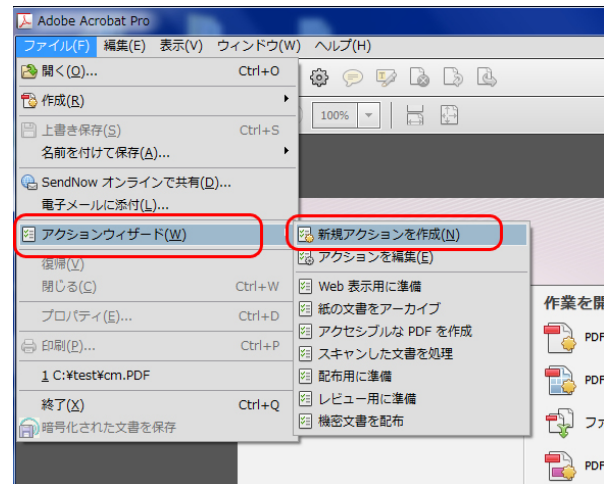 Adobe Acrobat Pro
ファイル(F) 編集(E) 表示(V) ウィンドウ(W) ヘルプ(H)
開く(O)... Ctrl+O
作成(R)
100%
上書き保存(S) Ctrl+S
名前を付けて保存(A)...
SendNow オンラインで共有(D)...
電子メールに添付(L)...
アクションウィザード(W)
新規アクションを作成(N)
復帰(V)
アクションを編集(E)
閉じる(C) Ctrl+W
Web 表示用に準備
作業を開
プロパティ(E)... Ctrl+D
紙の文書をアーカイブ
アクセシブルな PDF を作成
PDF
印刷(P)... Ctrl+P
スキャンした文書を処理
1 C:¥test¥cm.PDF
配布用に準備
PDF
レビュー用に準備
終了(X) Ctrl+Q
機密文書を配布
ファ
暗号化された文書を保存
PDF